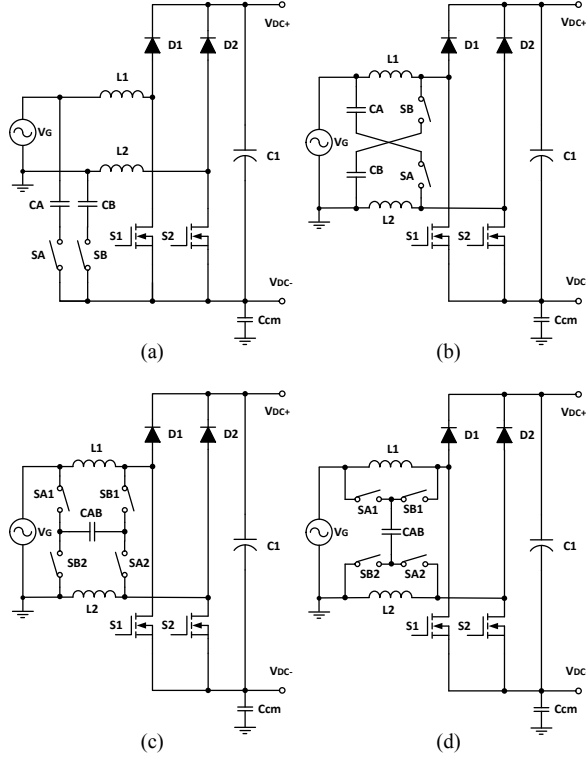 VDC+
D1
D2
L1
VG
L2
C1
CA
CB
SA
SB
S1
S2
VDC-
Ccm
(a)
VDC+
D1
D2
L1
CA
SB
VG
C1
CB
SA
L2
S1
S2
VDC
Ccm
(b)
VDC+
D1
D2
L1
SA1
SB1
CAB
VG
C1
SB2
SA2
L2
S1
S2
VDC-
Ccm
(c)
VDC+
D1
D2
L1
SA1
SB1
CAB
VG
C1
SB2
SA2
L2
S1
S2
VDC
Ccm
(d)